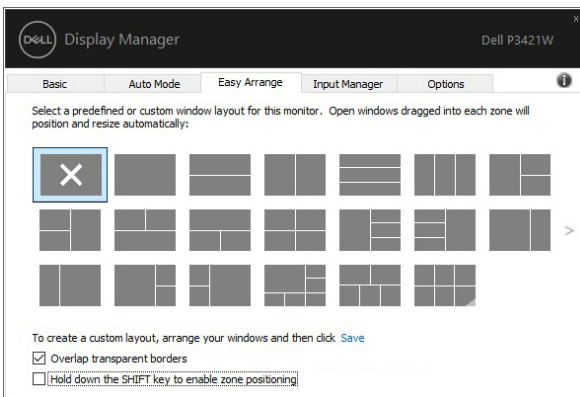 DELL Display Manager
Dell P3421W
Basic Auto Mode Easy Arrange Input Manager Options
Select a predefined or custom window layout for this monitor. Open windows dragged into each zone will
position and resize automatically:
To create a custom layout, arrange your windows and then click Save
Overlap transparent borders
Hold down the SHIFT key to enable zone positioning